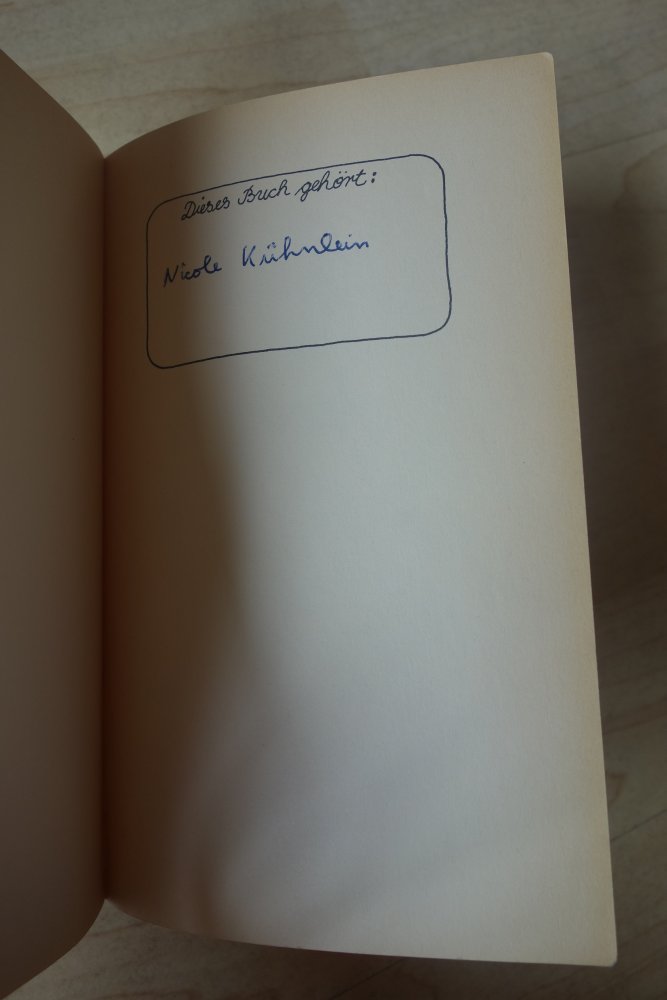 Dieses Buch gehört:
Nicole Kühnlein